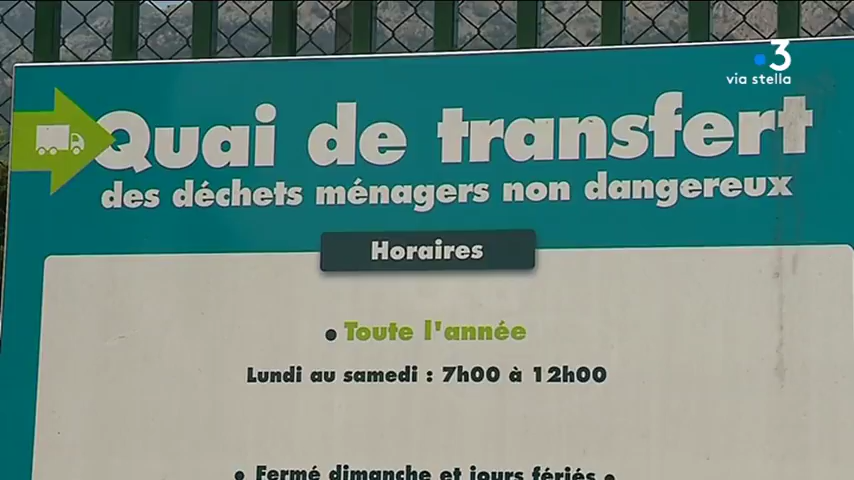 3
via stella
Quai de transfert
des déchets ménagers non dangereux
Horaires
• Toute l'année
Lundi au samedi : 7h00 à 12h00
• Fermé dimanche et jours fériés •